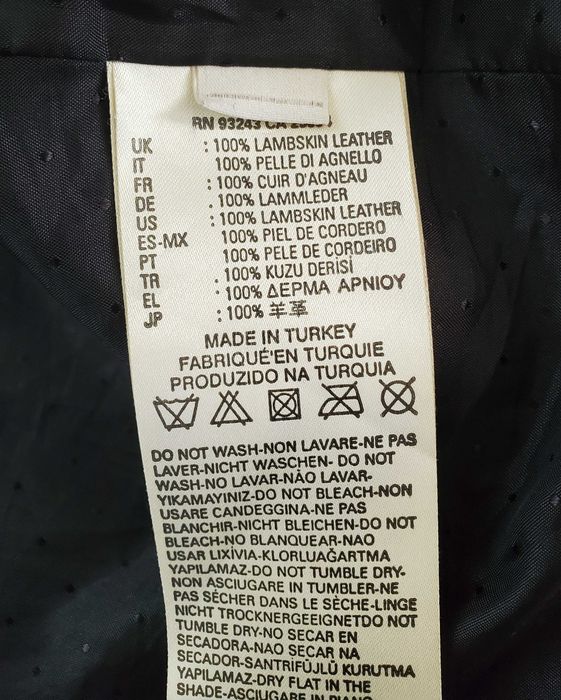 RN 93243 CA
UK : 100% LAMBSKIN LEATHER
IT 100% PELLE DI AGNELLO
FR : 100% CUIR D'AGNEAU
DE : 100% LAMMLEDER
US : 100% LAMBSKIN LEATHER
ES-MX 100% PIEL DE CORDERO
PT 100% PELE DE CORDEIRO
TR : 100% KUZU DERİSİ
EL : 100% ΔΕΡΜΑ ΑΡΝΙΟΥ
JP : 100% 羊革
MADE IN TURKEY
FABRIQUÉ'EN TURQUIE
PRODUZIDO NA TURQUIA
DO NOT WASH-NON LAVARE-NE PAS
LAVER-NICHT WASCHEN- DO NOT
WASH-NO LAVAR-NÃO LAVAR-
YIKAMAYINIZ-DO NOT BLEACH-NON
USARE CANDEGGINA-NE PAS
BLANCHIR-NICHT BLEICHEN-DO NOT
BLEACH-NO BLANQUEAR-NAO
USAR LIXÍVIA-KLORLUAĞARTMA
YAPILAMAZ-DO NOT TUMBLE DRY-
NON ASCIUGARE IN TUMBLER-NE
PAS SÉCHER DANS LE SÈCHE-LINGE
NICHT TROCKNERGEEIGNETDO NOT
TUMBLE DRY-NO SECAR EN
SECADORA-NAO SECAR NA
SECADOR-SANTRİFÜJLÜ KURUTMA
YAPILAMAZ-DRY FLAT IN THE
SHADE-ASCIUGARE IN PIANO